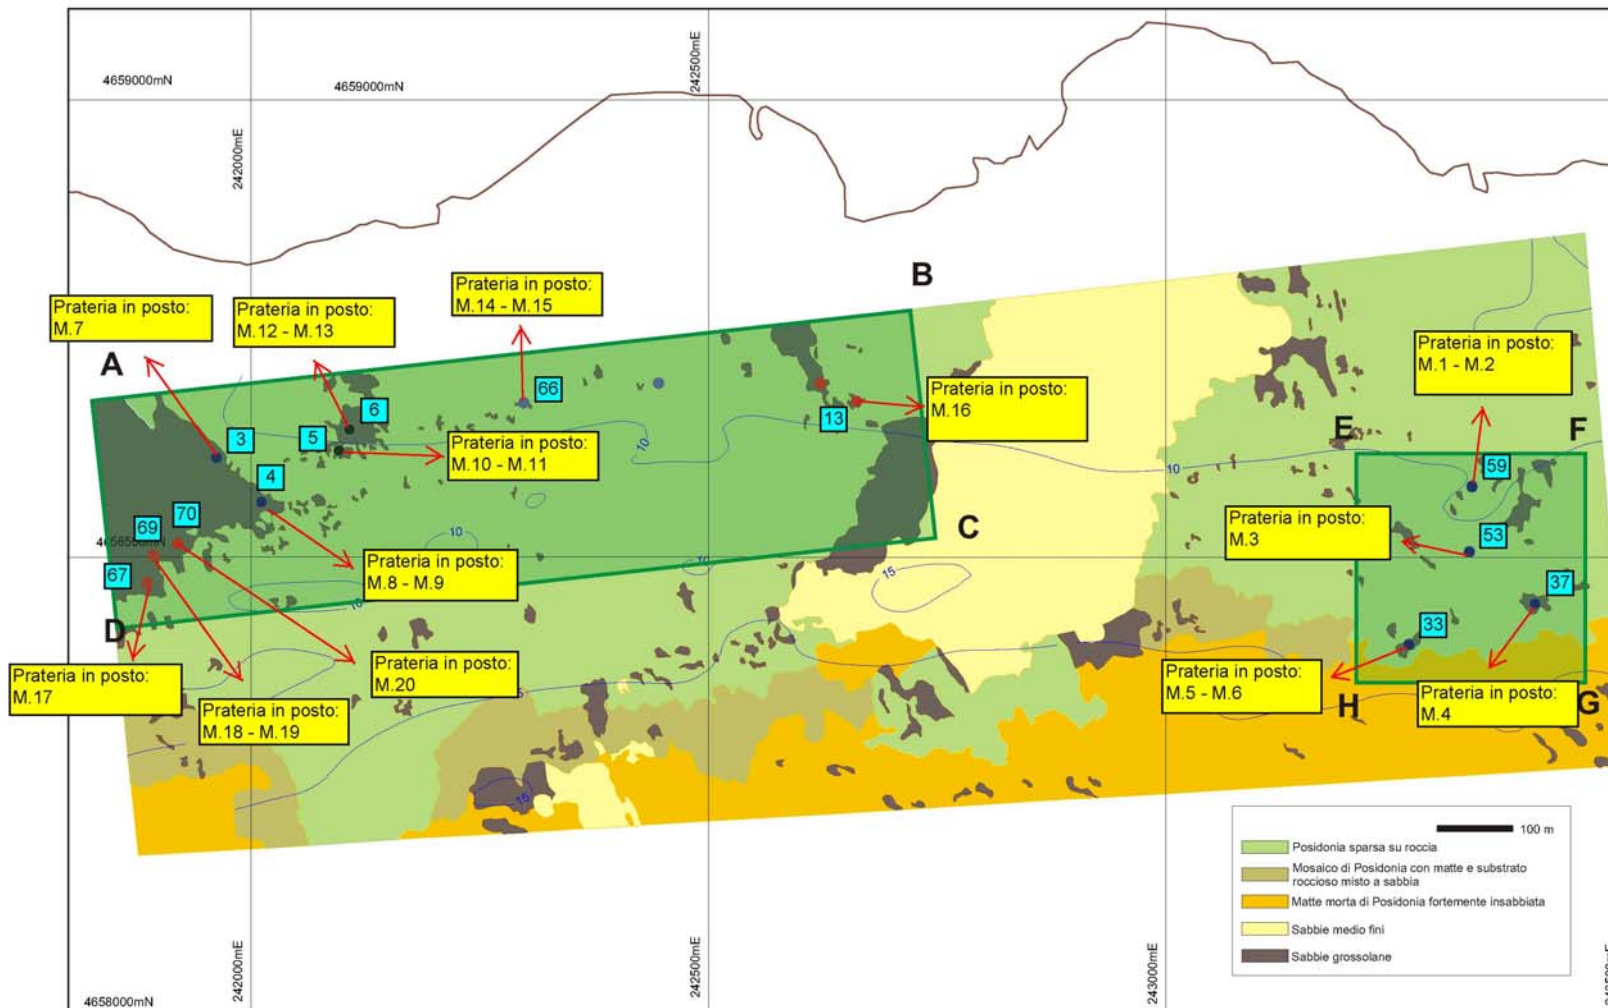 242500mE
4659000mN
4659000mN
242000mE
B
Prateria in posto:
M.14 - M.15
Prateria in posto:
M.7
Prateria in posto:
M.12 - M.13
Prateria in posto:
M.1 - M.2
A
66
Prateria in posto:
M.16
6
13
10
E
F
3
5
10
10
Prateria in posto:
M.10 - M.11
59
4
Prateria in posto:
M.3
70
69
C
53
10
10
67
Prateria in posto:
M.8 - M.9
15
37
10
D
33
Prateria in posto:
M.17
Prateria in posto:
M.20
Prateria in posto:
M.5 - M.6
Prateria in posto:
M.4
H
G
Prateria in posto:
M.18 - M.19
15
100 m
Posidonia sparsa su roccia
Mosaico di Posidonia con matte e substrato
roccioso misto a sabbia
Matte morta di Posidonia fortemente insabbiata
Sabbie medio fini
Sabbie grossolane
242000mE
242500mE
243000mE
4658000mN